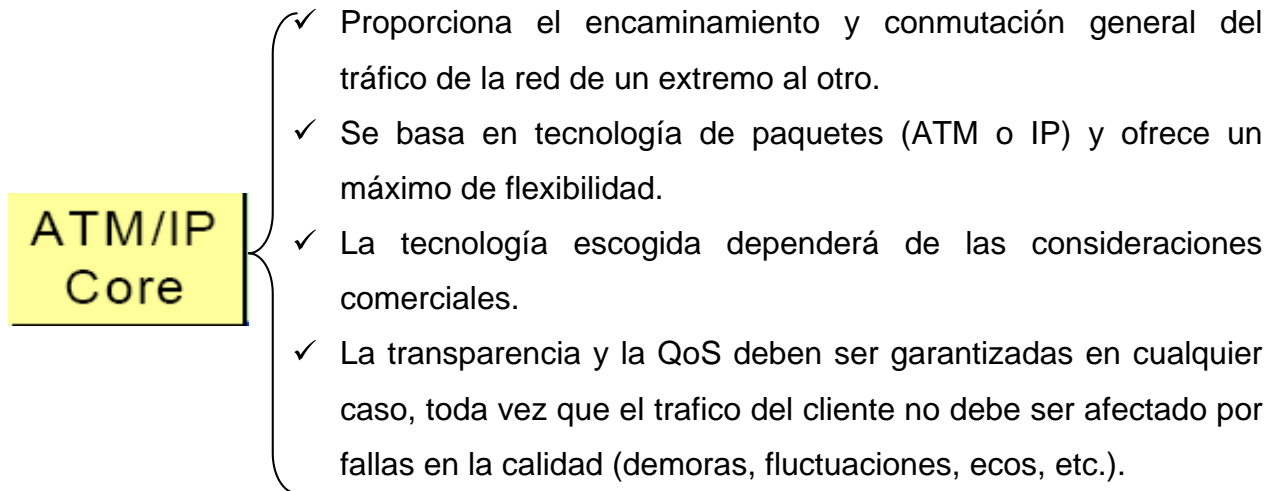 ATM/IP
Core
✓ Proporciona el encaminamiento y conmutación general del
tráfico de la red de un extremo al otro.
✓ Se basa en tecnología de paquetes (ATM o IP) y ofrece un
máximo de flexibilidad.
✓ La tecnología escogida dependerá de las consideraciones
comerciales.
✓ La transparencia y la QoS deben ser garantizadas en cualquier
caso, toda vez que el trafico del cliente no debe ser afectado por
fallas en la calidad (demoras, fluctuaciones, ecos, etc.).